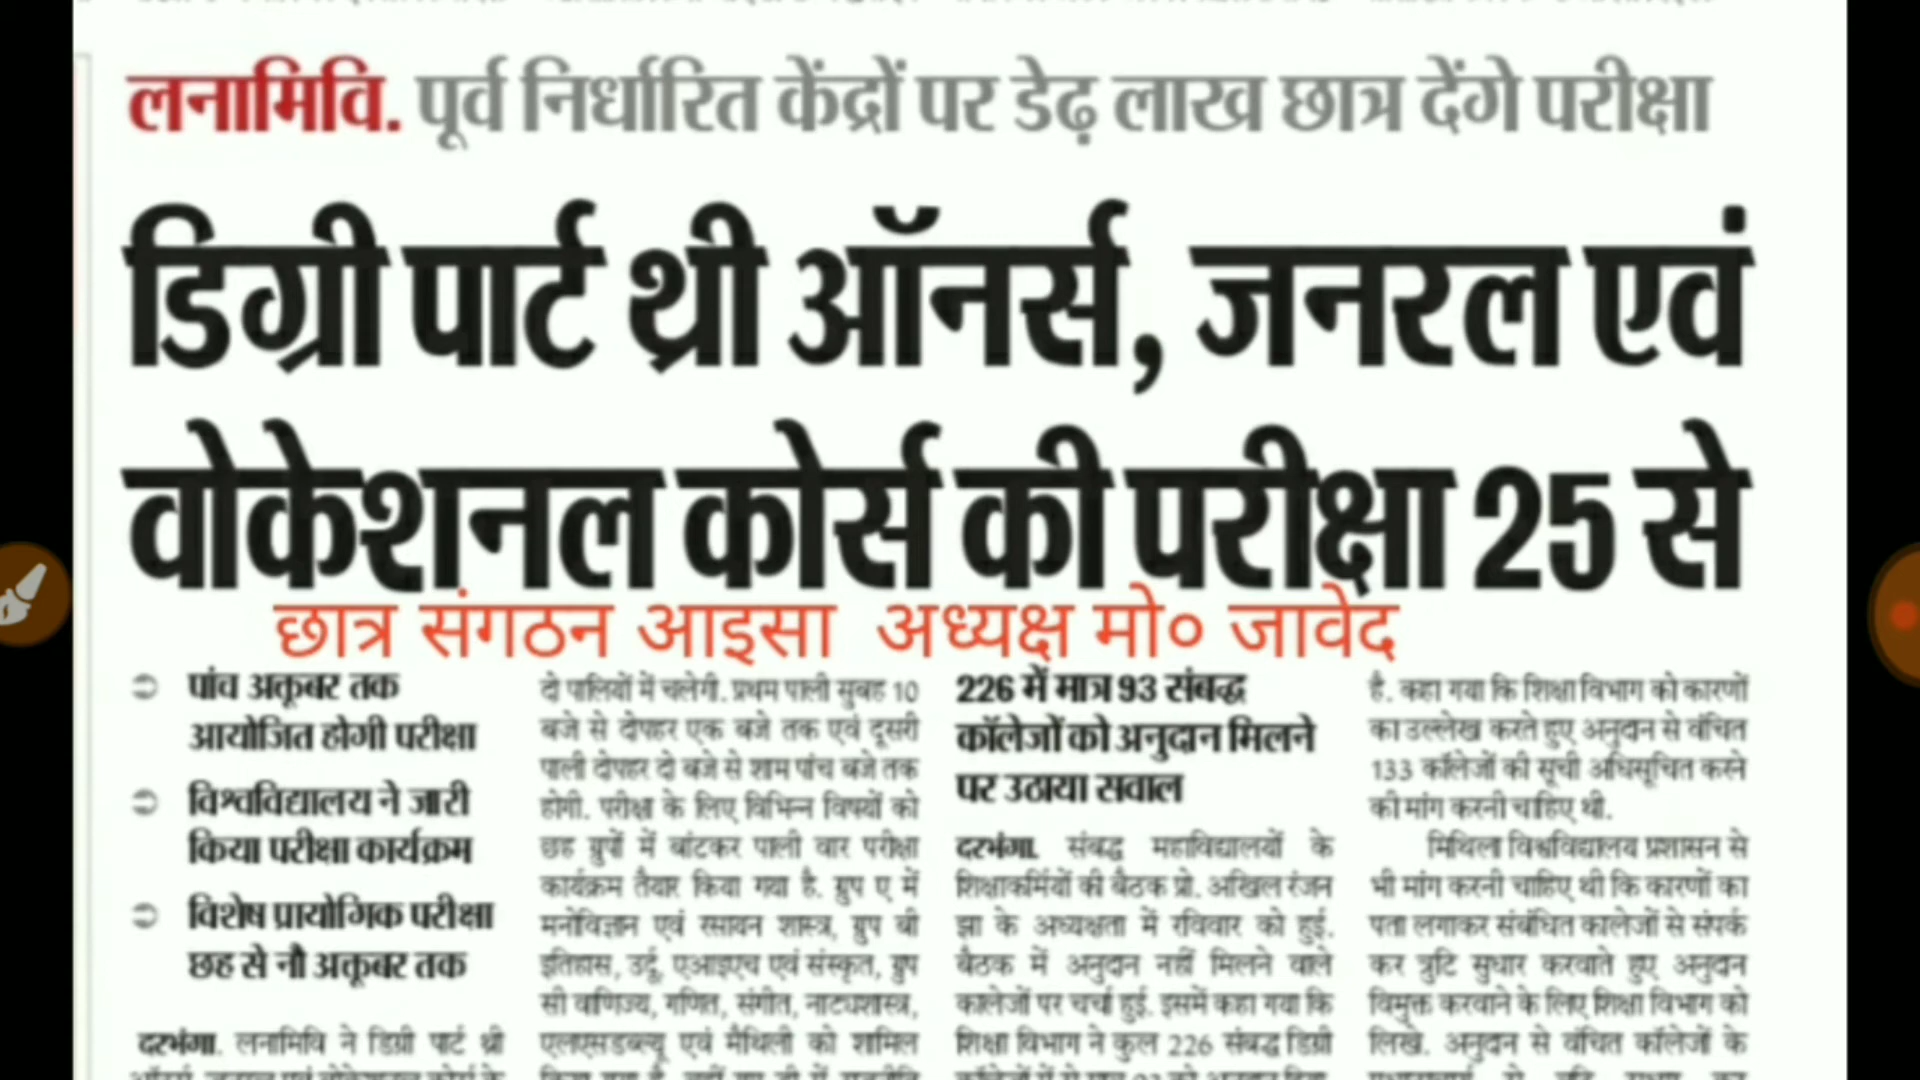 लनामिवि. पूर्व निर्धारित केंद्रों पर डेढ़ लाख छात्र देंगे परीक्षा
डिग्री पार्ट थ्री ऑनर्स, जनरल एवं
वोकेशनल कोर्स की परीक्षा 25 से
छात्र संगठन आइसा अध्यक्ष मो० जावेद
पांच अक्तूबर तक
आयोजित होगी परीक्षा
विश्वविद्यालय ने जारी
किया परीक्षा कार्यक्रम
विशेष प्रायोगिक परीक्षा
छह से नौ अक्तूबर तक
दरभंगा. लनामिवि ने डिग्री पार्ट थ्री
दो पालियों में चलेगी. प्रथम पाली सुबह 10
बजे से दोपहर एक बजे तक एवं दूसरी
पाली दोपहर दो बजे से शाम पांच बजे तक
होगी. परीक्षा के लिए विभिन्न विषयों को
छह ग्रुपों में बांटकर पाली वार परीक्षा
कार्यक्रम तैयार किया गया है. ग्रुप ए में
मनोविज्ञान एवं रसायन शास्त्र, ग्रुप बी
इतिहास, उर्दू, एआइएच एवं संस्कृत, ग्रुप
सी वाणिज्य, गणित, संगीत, नाट्यशास्त्र,
एलएसडब्ल्यू एवं मैथिली को शामिल
226 में मात्र 93 संबद्ध
कॉलेजों को अनुदान मिलने
पर उठाया सवाल
दरभंगा. संबद्ध महाविद्यालयों के
शिक्षाकर्मियों की बैठक प्रो. अखिल रंजन
झा के अध्यक्षता में रविवार को हुई.
बैठक में अनुदान नहीं मिलने वाले
कालेजों पर चर्चा हुई. इसमें कहा गया कि
शिक्षा विभाग ने कुल 226 संबद्ध डिग्री
है. कहा गया कि शिक्षा विभाग को कारणों
का उल्लेख करते हुए अनुदान से वंचित
133 कॉलेजों की सूची अधिसूचित करने
की मांग करनी चाहिए थी.
मिथिला विश्वविद्यालय प्रशासन से
भी मांग करनी चाहिए थी कि कारणों का
पता लगाकर संबंधित कालेजों से संपर्क
कर त्रुटि सुधार करवाते हुए अनुदान
विमुक्त करवाने के लिए शिक्षा विभाग को
लिखे. अनुदान से वंचित कॉलेजों के